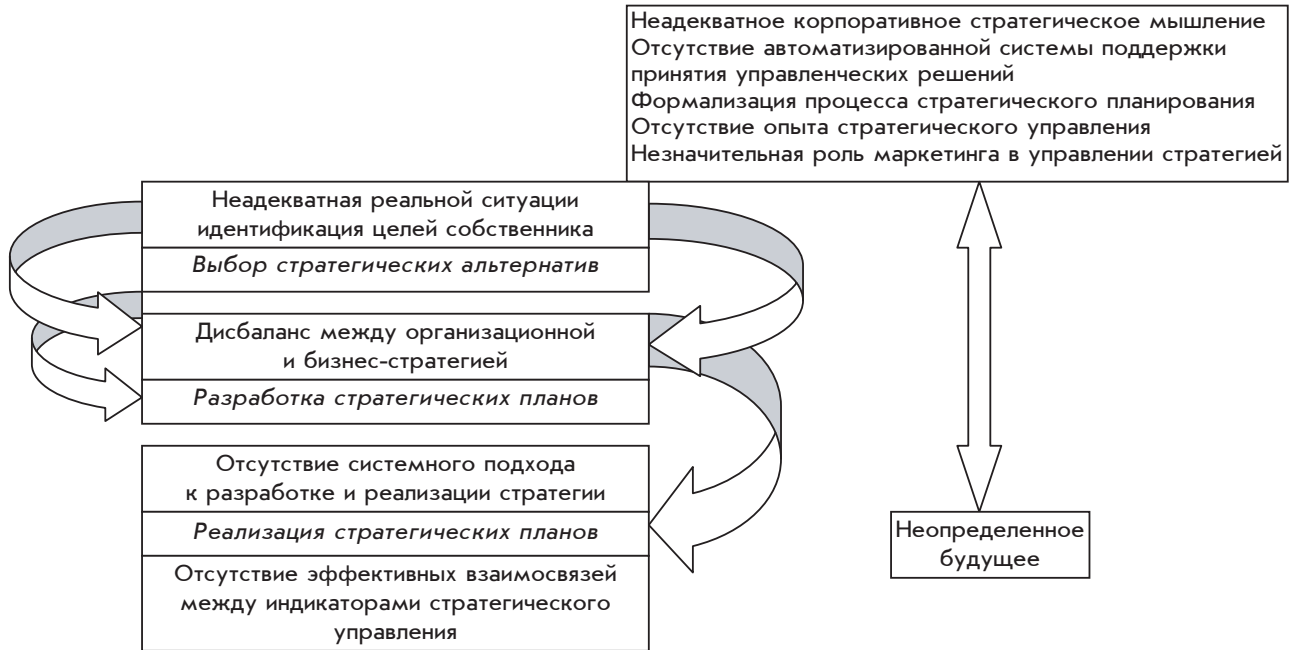 Неадекватное корпоративное стратегическое мышление
Отсутствие автоматизированной системы поддержки
принятия управленческих решений
Формализация процесса стратегического планирования
Отсутствие опыта стратегического управления
Незначительная роль маркетинга в управлении стратегией
Неадекватная реальной ситуации
идентификация целей собственника
Выбор стратегических альтернатив
Дисбаланс между организационной
и бизнес-стратегией
Разработка стратегических планов
Отсутствие системного подхода
к разработке и реализации стратегии
Реализация стратегических планов
Отсутствие эффективных взаимосвязей
между индикаторами стратегического
управления
Неопределенное
будущее